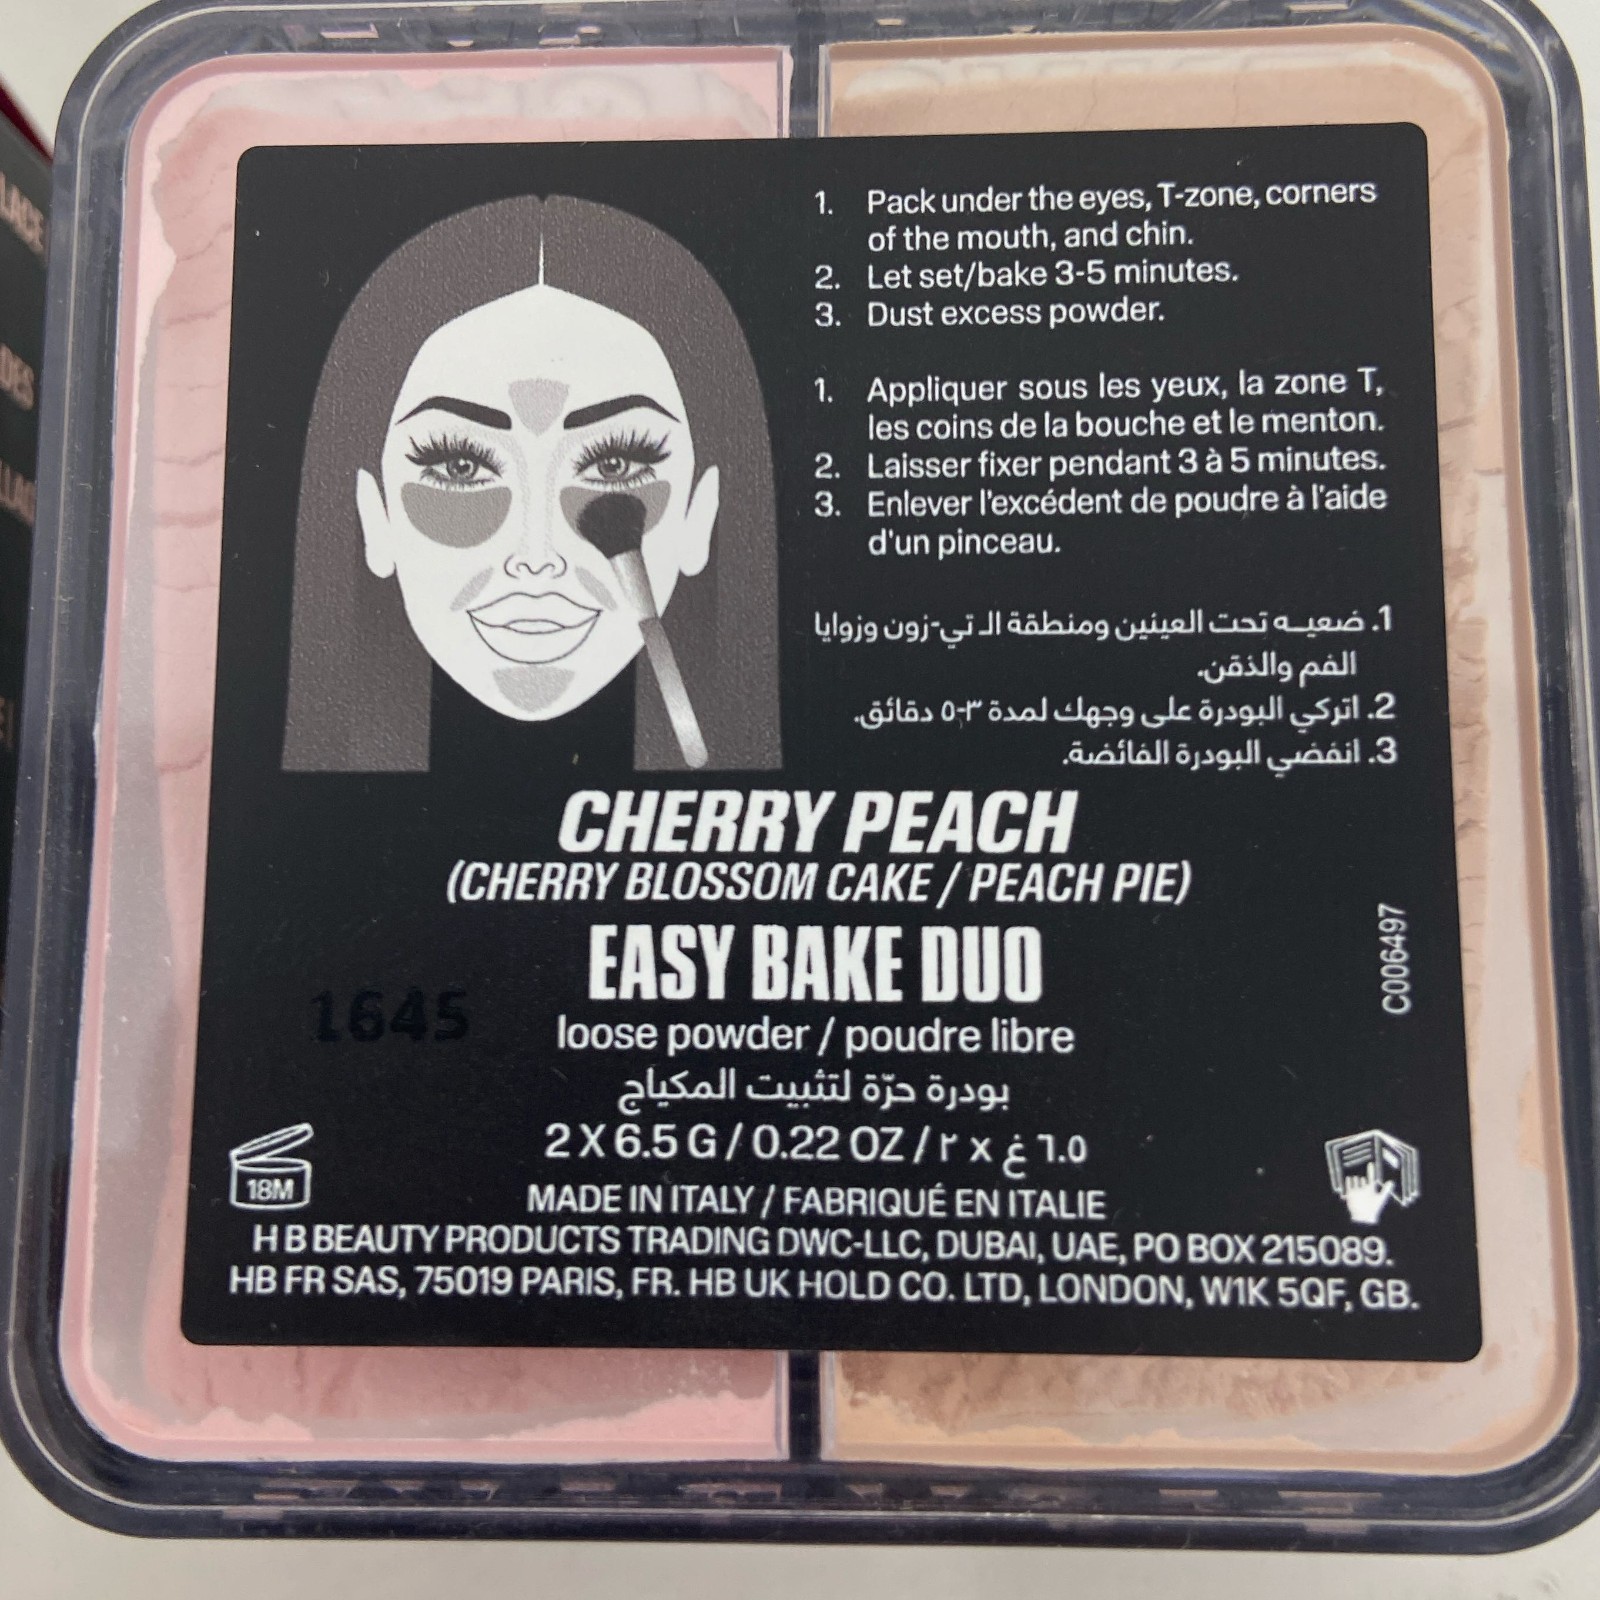 1. Pack under the eyes, T-zone, corners
of the mouth, and chin.
2. Let set/bake 3-5 minutes.
3. Dust excess powder.
1. Appliquer sous les yeux, la zone T,
les coins de la bouche et le menton.
2. Laisser fixer pendant 3 à 5 minutes.
3. Enlever l'excédent de poudre à l'aide
d'un pinceau.
1. ضعيـه تحت العينين ومنطقة الـ تي-زون وزوايا
الفم والذقن.
2. اتركي البودرة على وجهك لمدة ٣-٥ دقائق.
3. انفضي البودرة الفائضة.
CHERRY PEACH
(CHERRY BLOSSOM CAKE / PEACH PIE)
EASY BAKE DUO
C006497
1645
loose powder / poudre libre
بودرة حرّة لتثبيت المكياج
2 X 6.5 G / 0.22 OZ / ٢ x ٦.٥ غ
18M
MADE IN ITALY / FABRIQUÉ EN ITALIE
H B BEAUTY PRODUCTS TRADING DWC-LLC, DUBAI, UAE, PO BOX 215089.
HB FR SAS, 75019 PARIS, FR. HB UK HOLD CO. LTD, LONDON, W1K 5QF, GB.